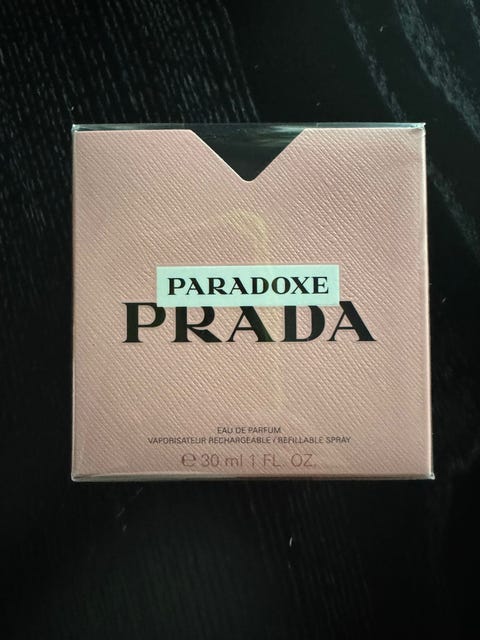 PARADOXE
PRADA
EAU DE PARFUM
VAPORISATEUR RECHARGEABLE / REFILLABLE SPRAY
℮ 30 ml 1 FL. OZ.